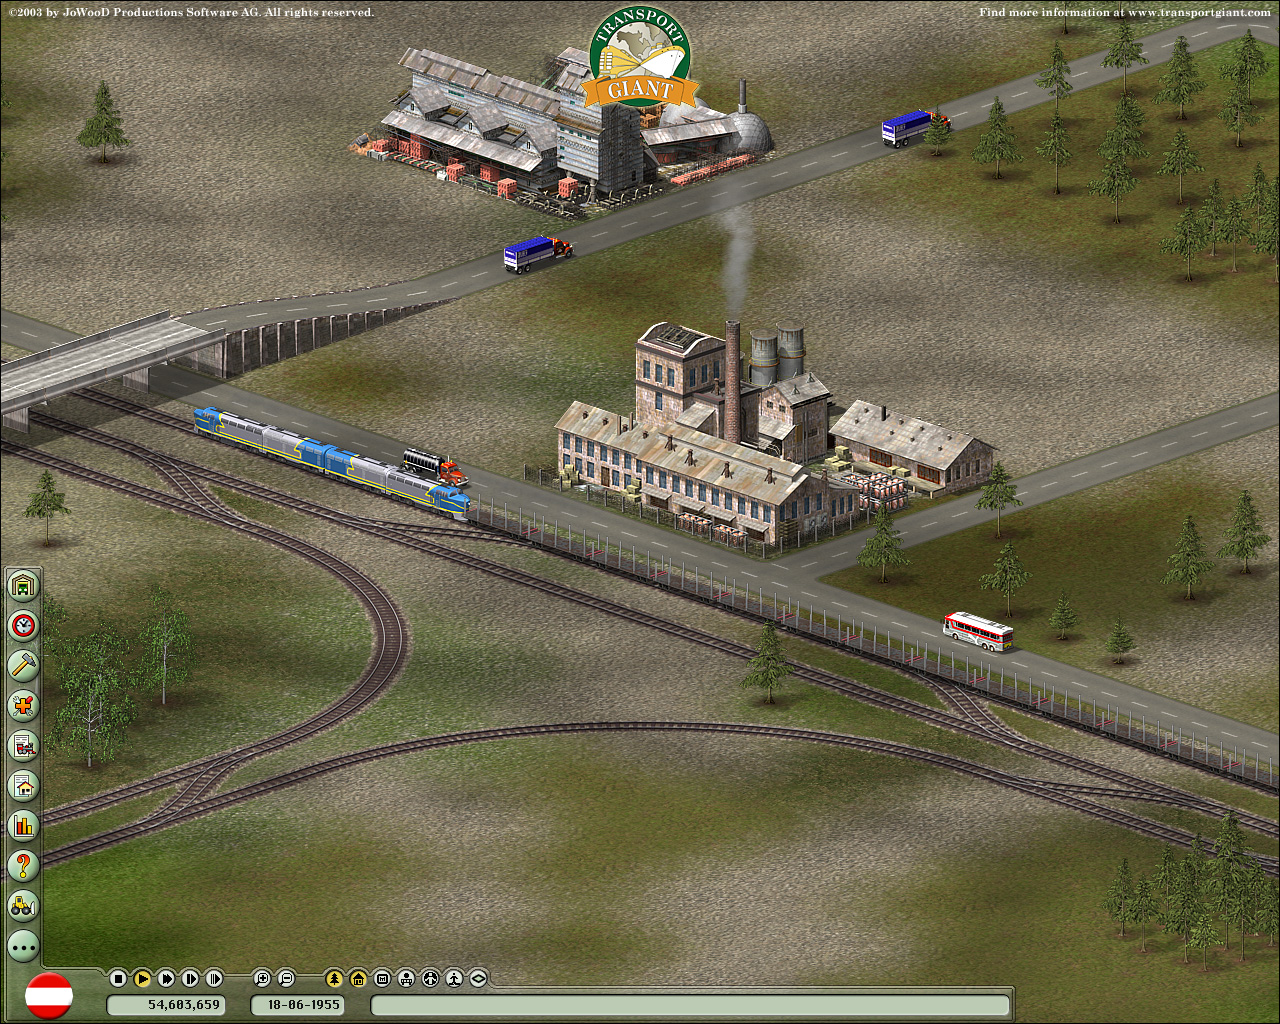 ©2003 by JoWooD Productions Software AG. All rights reserved.
Find more information at www.transportgiant.com
TRANSPORT
GIANT
54,603,659
18-06-1955